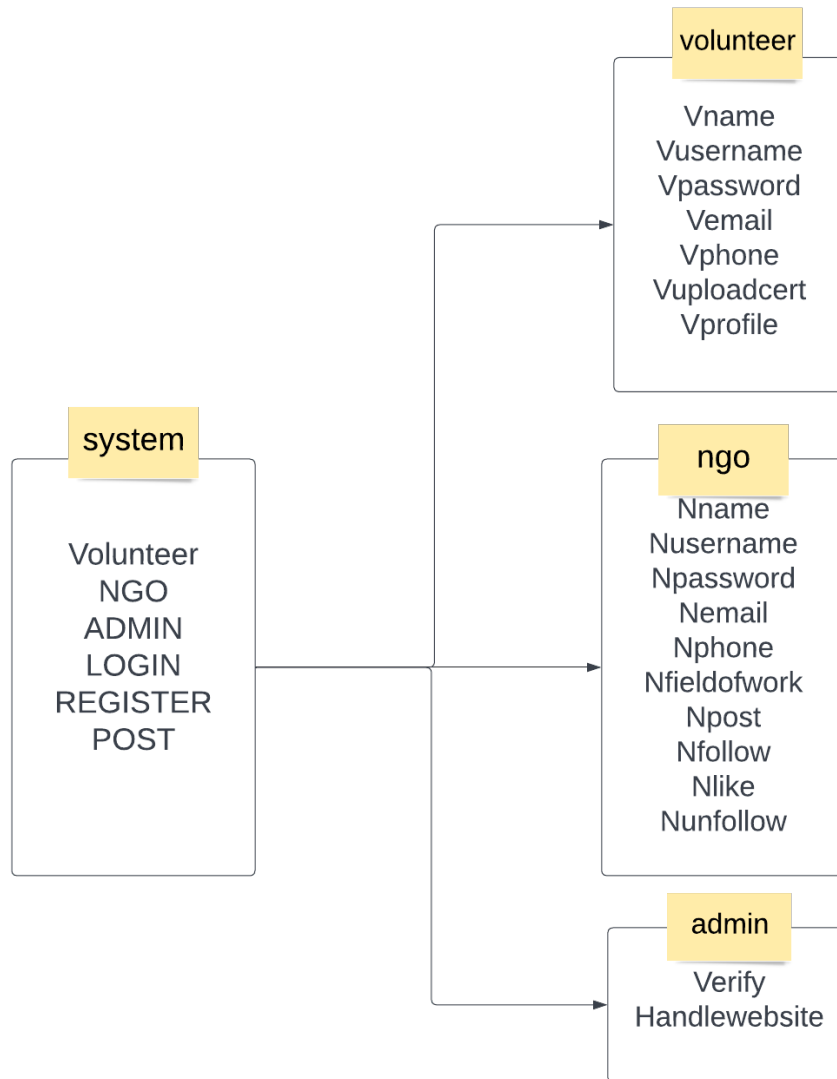 volunteer
Vname
Vusername
Vpassword
Vemail
Vphone
Vuploadcert
Vprofile
system
Volunteer
NGO
ADMIN
LOGIN
REGISTER
POST
ngo
Nname
Nusername
Npassword
Nemail
Nphone
Nfieldofwork
Npost
Nfollow
Nlike
Nunfollow
admin
Verify
Handlewebsite